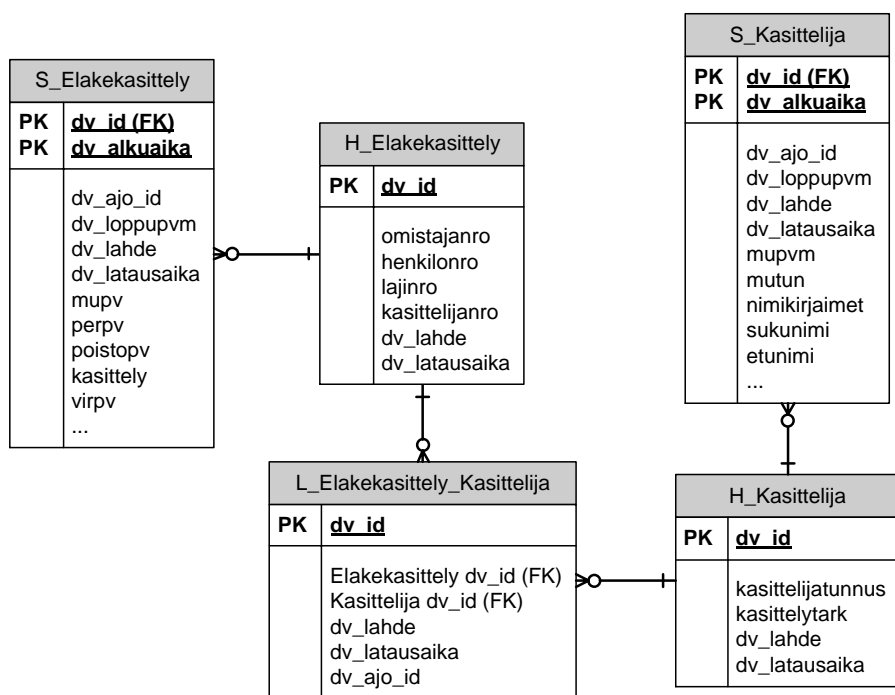 S_Elakekasittely
PK dv_id (FK)
PK dv_alkuaika
dv_ajo_id
dv_loppupvm
dv_lahde
dv_latausaika
mupv
perpv
poistopv
kasittely
virpv
...
H_Elakekasittely
PK dv_id
omistajanro
henkilonro
lajinro
kasittelijanro
dv_lahde
dv_latausaika
S_Kasittelija
PK dv_id (FK)
PK dv_alkuaika
dv_ajo_id
dv_loppupvm
dv_lahde
dv_latausaika
mupvm
mutun
nimikirjaimet
sukunimi
etunimi
...
L_Elakekasittely_Kasittelija
PK dv_id
Elakekasittely dv_id (FK)
Kasittelija dv_id (FK)
dv_lahde
dv_latausaika
dv_ajo_id
H_Kasittelija
PK dv_id
kasittelijatunnus
kasittelytark
dv_lahde
dv_latausaika